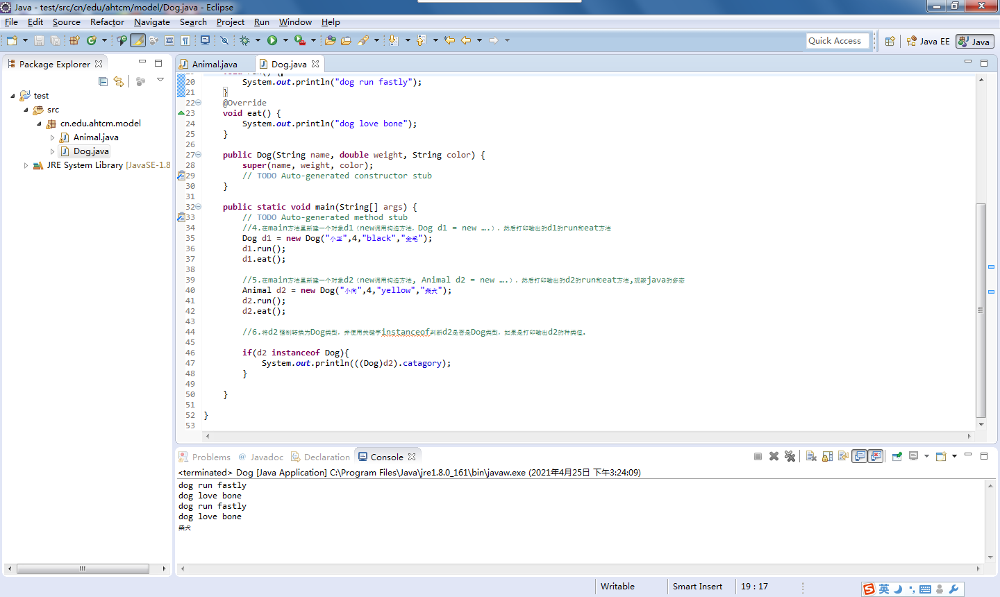 Java - test/src/cn/edu/ahtcm/model/Dog.java - Eclipse
File Edit Source Refactor Navigate Search Project Run Window Help
Quick Access Java EE Java
Package Explorer
test
src
cn.edu.ahtcm.model
Animal.java
Dog.java
JRE System Library [JavaSE-1.8
Animal.java Dog.java
20 System.out.println("dog run fastly");
21 }
22 @Override
23 void eat() {
24 System.out.println("dog love bone");
25 }
26
27 public Dog(String name, double weight, String color) {
28 super(name, weight, color);
29 // TODO Auto-generated constructor stub
30 }
31
32 public static void main(String[] args) {
33 // TODO Auto-generated method stub
34 //4.在main方法里新建一个对象d1（new调用构造方法，Dog d1 = new ….），然后打印输出的d1的run和eat方法
35 Dog d1 = new Dog("小玉",4,"black","金毛");
36 d1.run();
37 d1.eat();
38
39 //5.在main方法里新建一个对象d2（new调用构造方法, Animal d2 = new ….），然后打印输出的d2的run和eat方法,观察java的多态
40 Animal d2 = new Dog("小向",4,"yellow","柴犬");
41 d2.run();
42 d2.eat();
43
44 //6.将d2强制转换为Dog类型，并使用关键字instanceof判断d2是否是Dog类型，如果是打印输出d2的种类值.
45
46 if(d2 instanceof Dog){
47 System.out.println(((Dog)d2).catagory);
48 }
49
50 }
51
52 }
53
Problems @ Javadoc Declaration Console
<terminated> Dog [Java Application] C:\Program Files\Java\jre1.8.0_161\bin\javaw.exe (2021年4月25日 下午3:24:09)
dog run fastly
dog love bone
dog run fastly
dog love bone
柴犬
Writable Smart Insert 19 : 17
英